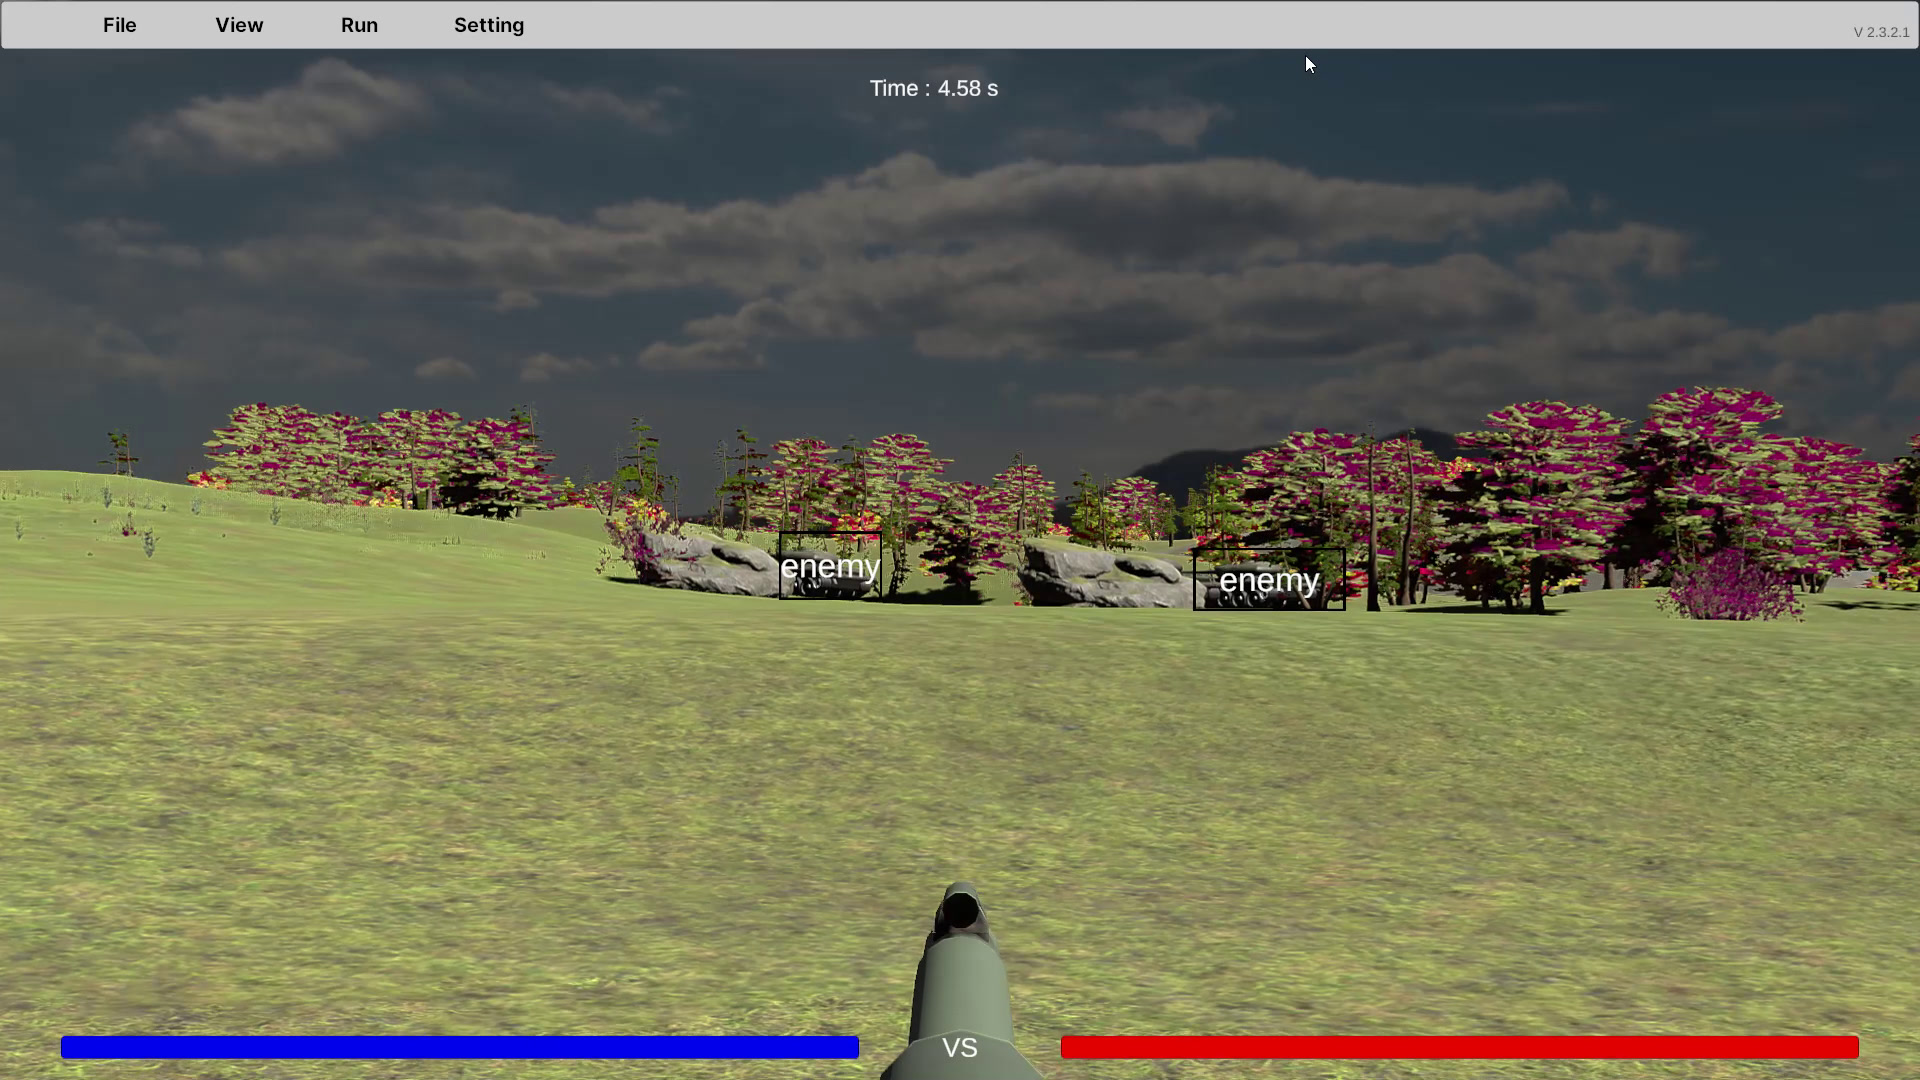 File View Run Setting
V 2.3.2.1
Time : 4.58 s
enemy
enemy
VS